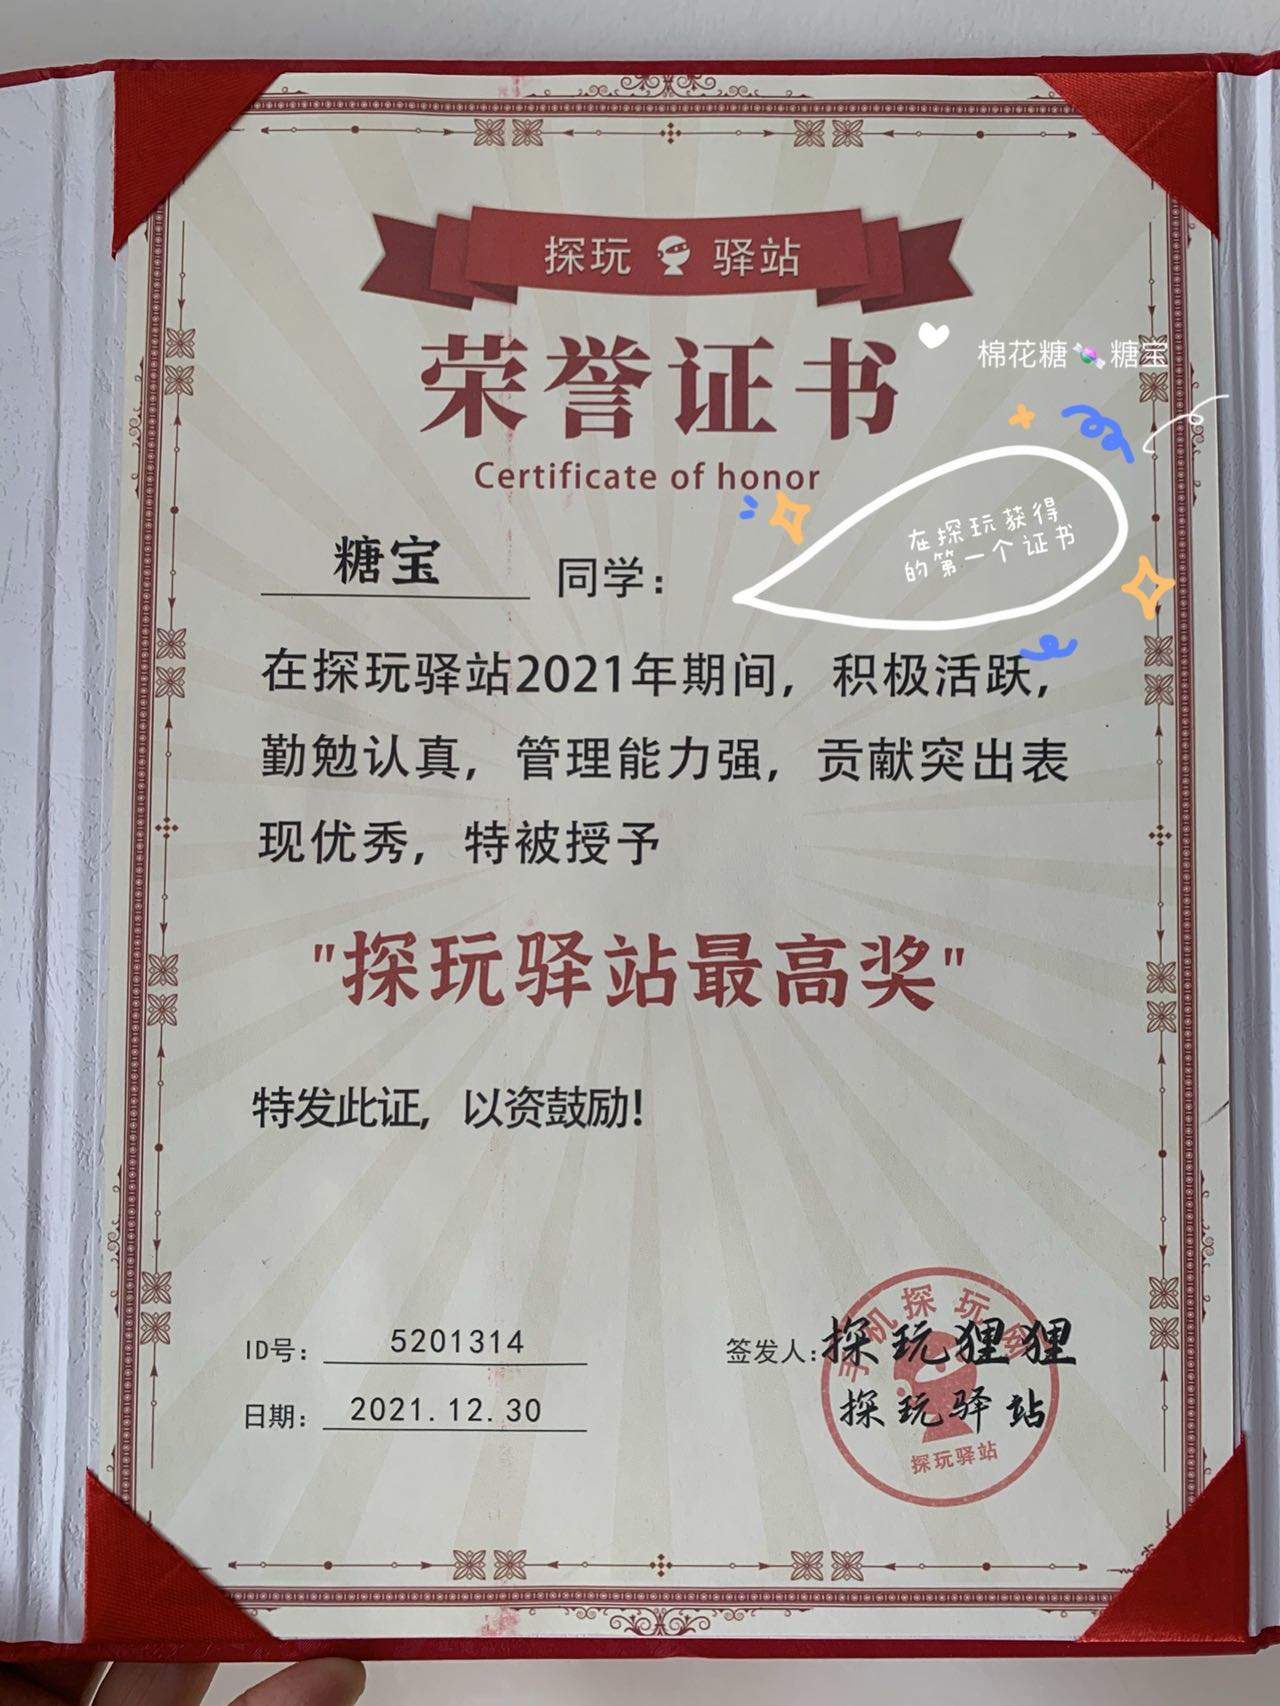 探玩 驿站
荣誉证书
棉花糖🍬糖宝
Certificate of honor
在探玩获得
的第一个证书
糖宝 同学：
在探玩驿站2021年期间，积极活跃，
勤勉认真，管理能力强，贡献突出表
现优秀，特被授予
"探玩驿站最高奖"
特发此证，以资鼓励！
ID号：5201314
签发人：探玩狸狸
日期：2021.12.30
探玩驿站
手机探玩
探玩驿站